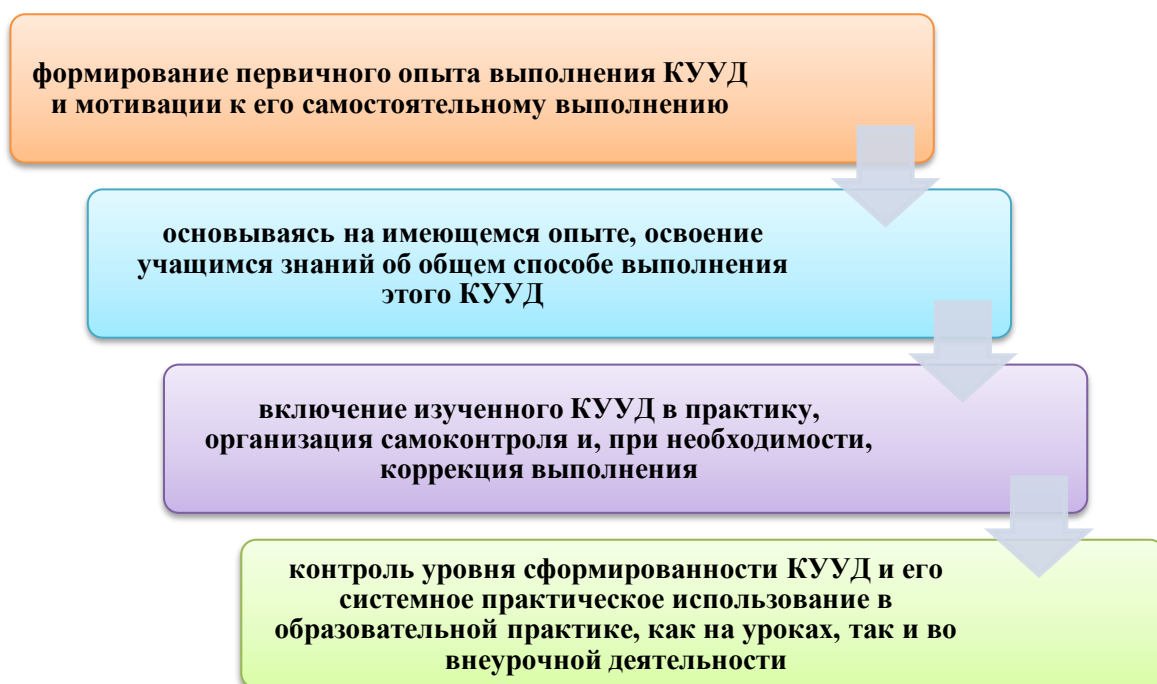 формирование первичного опыта выполнения КУУД
и мотивации к его самостоятельному выполнению
основываясь на имеющемся опыте, освоение
учащимся знаний об общем способе выполнения
этого КУУД
включение изученного КУУД в практику,
организация самоконтроля и, при необходимости,
коррекция выполнения
контроль уровня сформированности КУУД и его
системное практическое использование в
образовательной практике, как на уроках, так и во
внеурочной деятельности